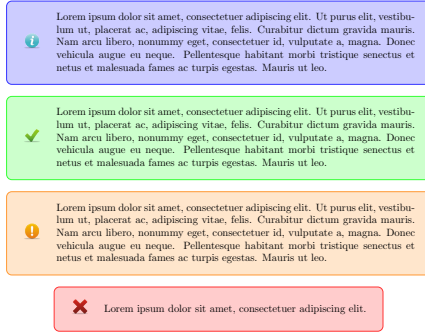 Lorem ipsum dolor sit amet, consectetuer adipiscing elit. Ut purus elit, vestibu-
lum ut, placerat ac, adipiscing vitae, felis. Curabitur dictum gravida mauris.
Nam arcu libero, nonummy eget, consectetuer id, vulputate a, magna. Donec
vehicula augue eu neque. Pellentesque habitant morbi tristique senectus et
netus et malesuada fames ac turpis egestas. Mauris ut leo.
Lorem ipsum dolor sit amet, consectetuer adipiscing elit. Ut purus elit, vestibu-
lum ut, placerat ac, adipiscing vitae, felis. Curabitur dictum gravida mauris.
Nam arcu libero, nonummy eget, consectetuer id, vulputate a, magna. Donec
vehicula augue eu neque. Pellentesque habitant morbi tristique senectus et
netus et malesuada fames ac turpis egestas. Mauris ut leo.
Lorem ipsum dolor sit amet, consectetuer adipiscing elit. Ut purus elit, vestibu-
lum ut, placerat ac, adipiscing vitae, felis. Curabitur dictum gravida mauris.
Nam arcu libero, nonummy eget, consectetuer id, vulputate a, magna. Donec
vehicula augue eu neque. Pellentesque habitant morbi tristique senectus et
netus et malesuada fames ac turpis egestas. Mauris ut leo.
Lorem ipsum dolor sit amet, consectetuer adipiscing elit.